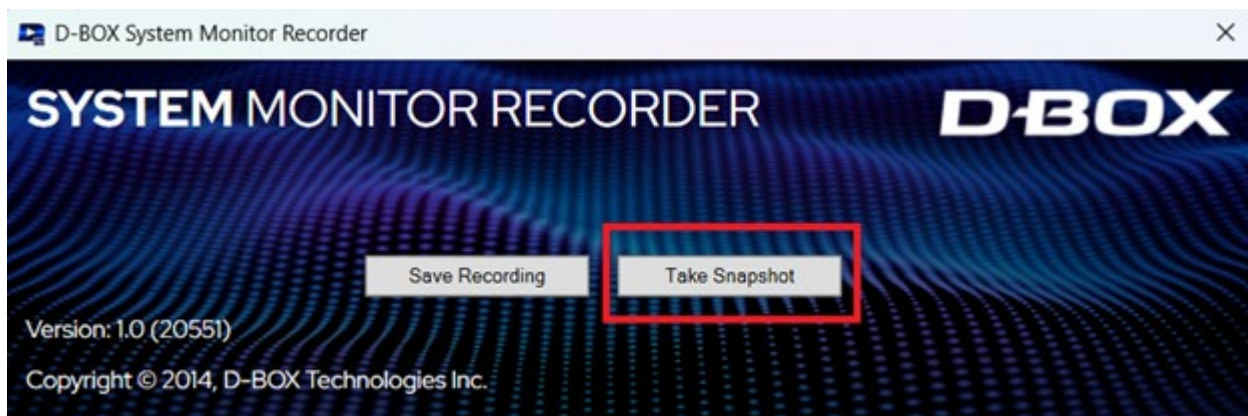 D-BOX System Monitor Recorder
SYSTEM MONITOR RECORDER
D-BOX
Save Recording
Take Snapshot
Version: 1.0 (20551)
Copyright © 2014, D-BOX Technologies Inc.